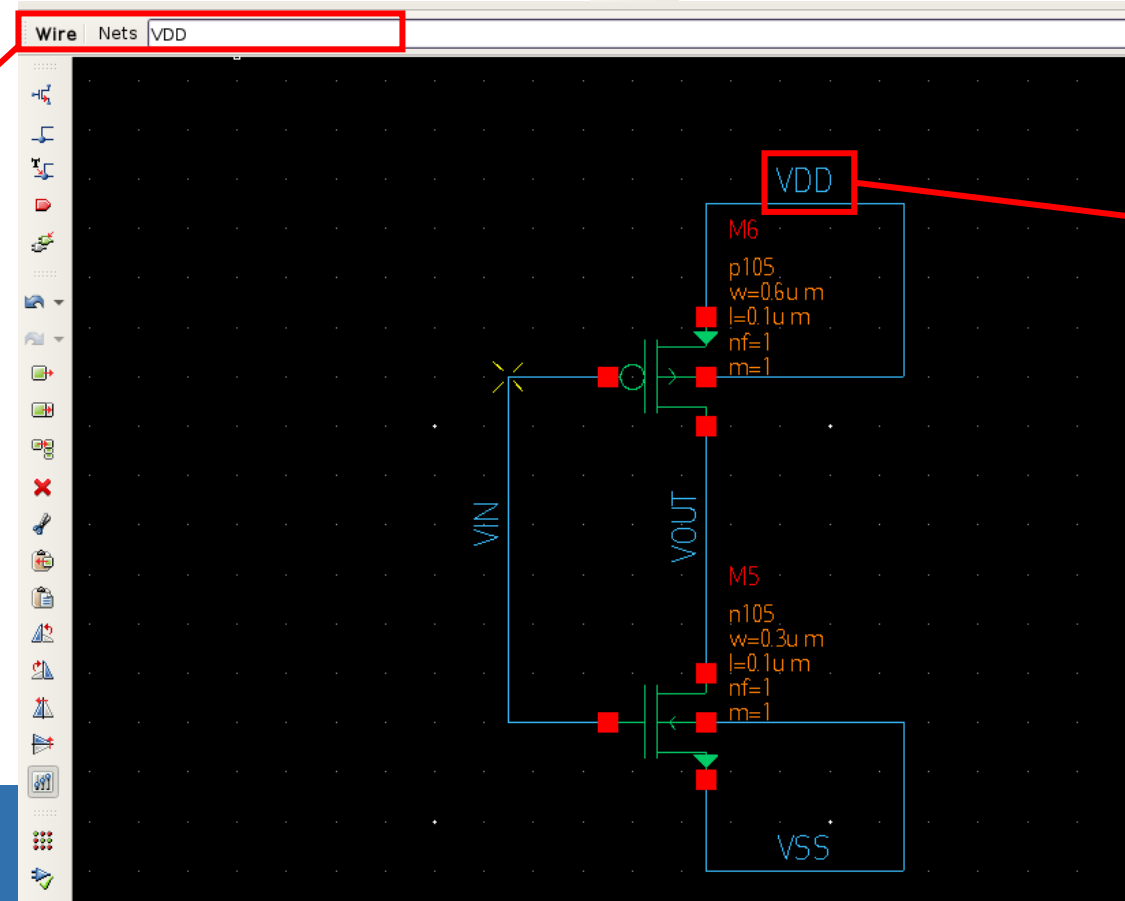 Wire Nets VDD
VDD
M6
p105
w=0.6u m
l=0.1u m
nf=1
m=1
VIN
VOUT
M5
n105
w=0.3u m
l=0.1u m
nf=1
m=1
VSS